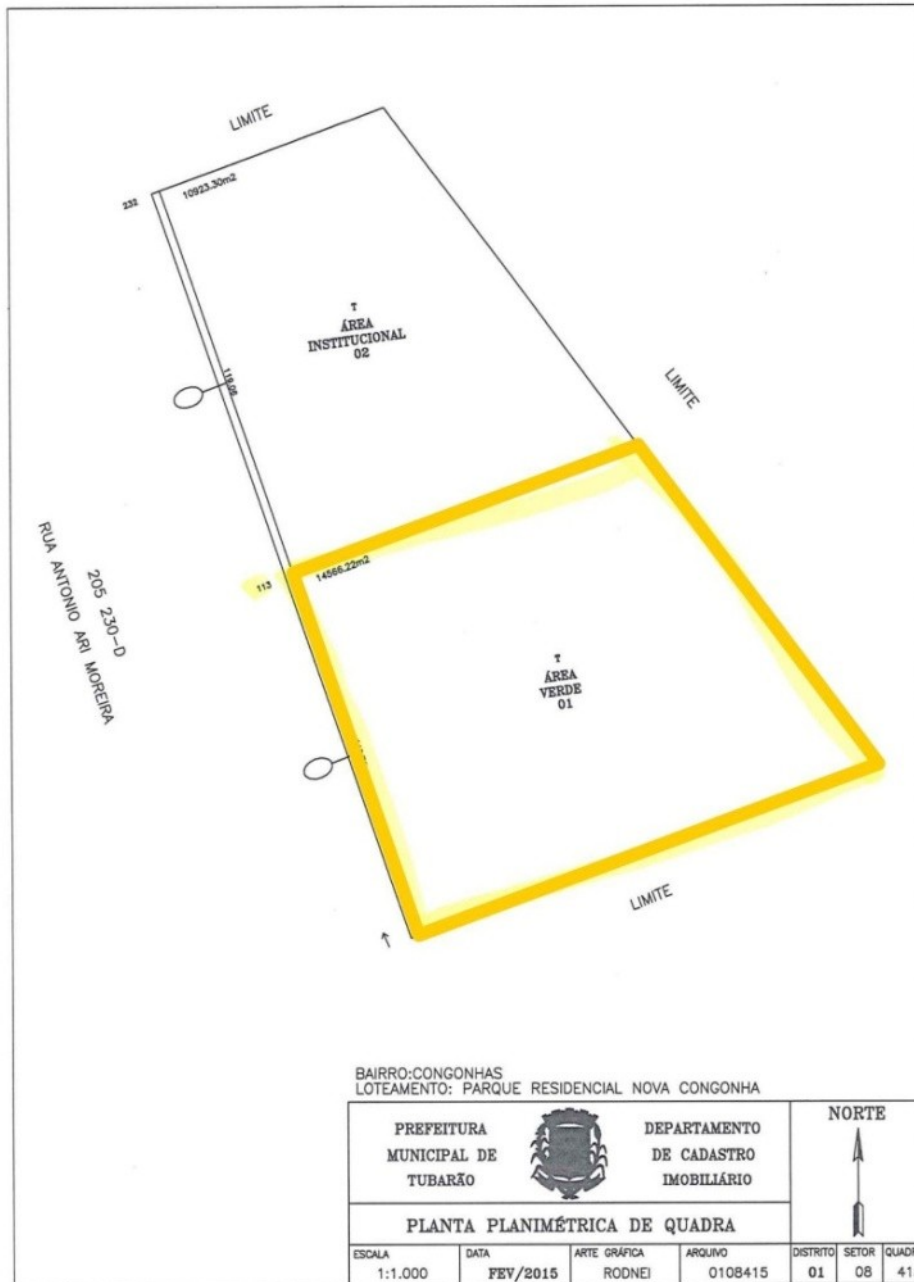 LIMITE
10923.30m2
232
T
ÁREA
INSTITUCIONAL
02
119.06
LIMITE
14566.22m2
113
205 230-D
RUA ANTONIO ARI MOREIRA
T
ÁREA
VERDE
01
LIMITE
BAIRRO:CONGONHAS
LOTEAMENTO: PARQUE RESIDENCIAL NOVA CONGONHA
PREFEITURA
MUNICIPAL DE
TUBARÃO
DEPARTAMENTO
DE CADASTRO
IMOBILIÁRIO
NORTE
PLANTA PLANIMÉTRICA DE QUADRA
ESCALA
1:1.000
DATA
FEV/2015
ARTE GRÁFICA
RODNEI
ARQUIVO
0108415
DISTRITO
01
SETOR
08